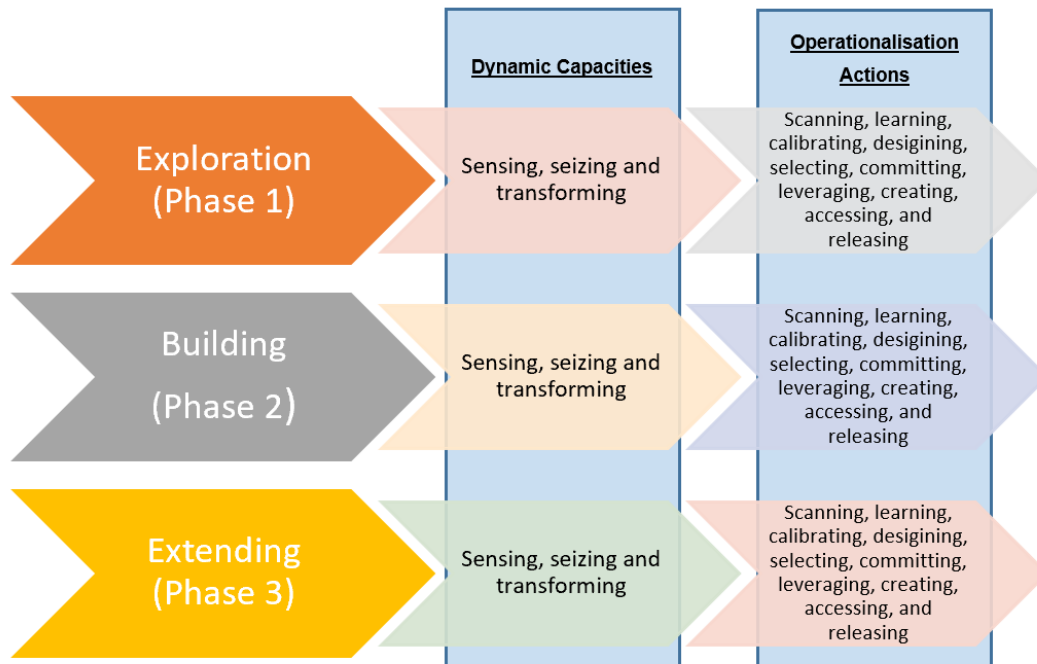 Dynamic Capacities
Operationalisation
Actions
Exploration
(Phase 1)
Sensing, seizing and
transforming
Scanning, learning,
calibrating, desigining,
selecting, committing,
leveraging, creating,
accessing, and
releasing
Building
(Phase 2)
Sensing, seizing and
transforming
Scanning, learning,
calibrating, desigining,
selecting, committing,
leveraging, creating,
accessing, and
releasing
Extending
(Phase 3)
Sensing, seizing and
transforming
Scanning, learning,
calibrating, desigining,
selecting, committing,
leveraging, creating,
accessing, and
releasing